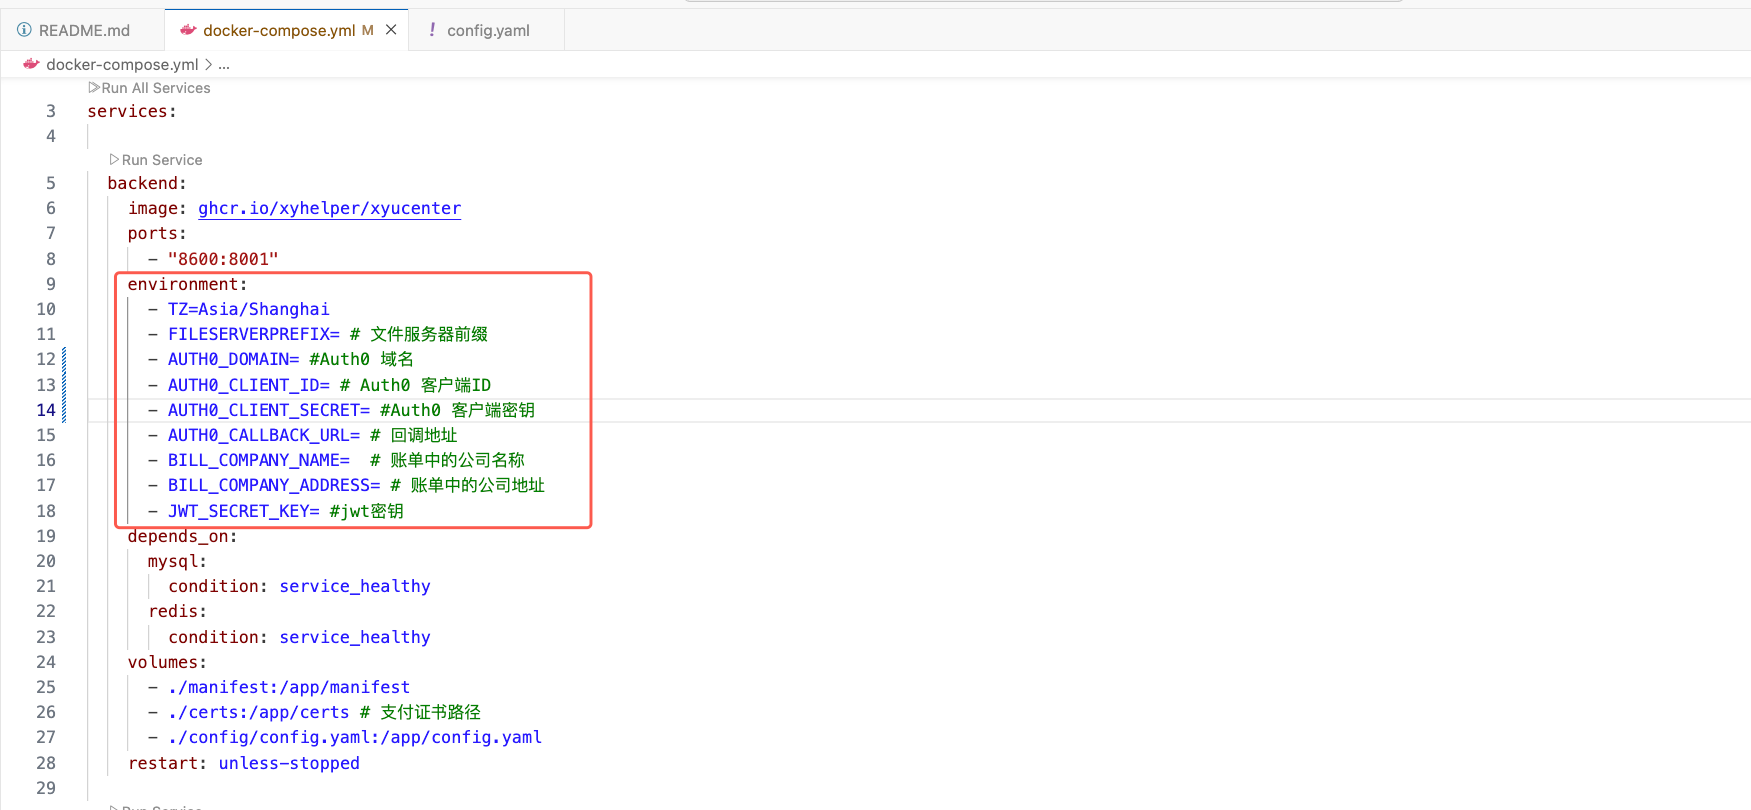 README.md
docker-compose.yml M
! config.yaml
docker-compose.yml > ...
Run All Services
3 services:
4
Run Service
5 backend:
6 image: ghcr.io/xyhelper/xyucenter
7 ports:
8 - "8600:8001"
9 environment:
10 - TZ=Asia/Shanghai
11 - FILESERVERPREFIX= # 文件服务器前缀
12 - AUTH0_DOMAIN= #Auth0 域名
13 - AUTH0_CLIENT_ID= # Auth0 客户端ID
14 - AUTH0_CLIENT_SECRET= #Auth0 客户端密钥
15 - AUTH0_CALLBACK_URL= # 回调地址
16 - BILL_COMPANY_NAME=  # 账单中的公司名称
17 - BILL_COMPANY_ADDRESS= # 账单中的公司地址
18 - JWT_SECRET_KEY= #jwt密钥
19 depends_on:
20 mysql:
21 condition: service_healthy
22 redis:
23 condition: service_healthy
24 volumes:
25 - ./manifest:/app/manifest
26 - ./certs:/app/certs # 支付证书路径
27 - ./config/config.yaml:/app/config.yaml
28 restart: unless-stopped
29
Run Service